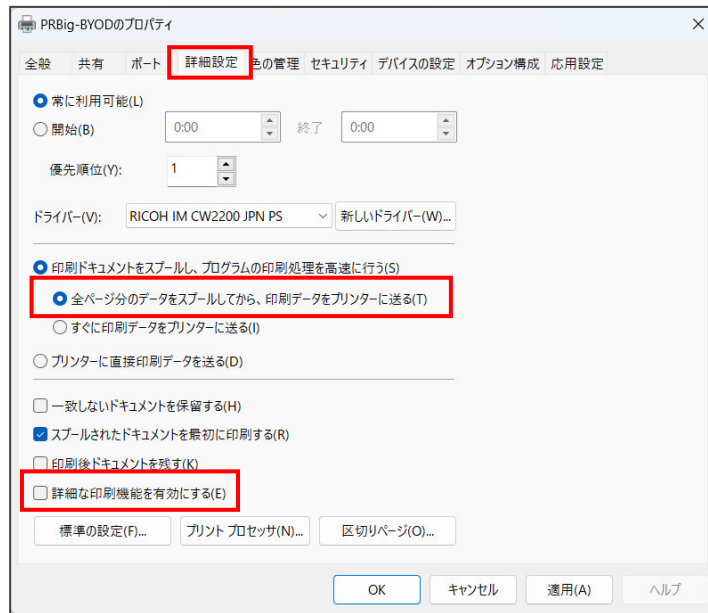 PRBig-BYODのプロパティ
全般 共有 ポート 詳細設定 色の管理 セキュリティ デバイスの設定 オプション構成 応用設定
常に利用可能(L)
開始(B) 0:00 終了 0:00
優先順位(Y): 1
ドライバー(V): RICOH IM CW2200 JPN PS 新しいドライバー(W)...
印刷ドキュメントをスプールし、プログラムの印刷処理を高速に行う(S)
全ページ分のデータをスプールしてから、印刷データをプリンターに送る(T)
すぐに印刷データをプリンターに送る(I)
プリンターに直接印刷データを送る(D)
一致しないドキュメントを保留する(H)
スプールされたドキュメントを最初に印刷する(R)
印刷後ドキュメントを残す(K)
詳細な印刷機能を有効にする(E)
標準の設定(F)... プリント プロセッサ(N)... 区切りページ(O)...
OK キャンセル 適用(A) ヘルプ